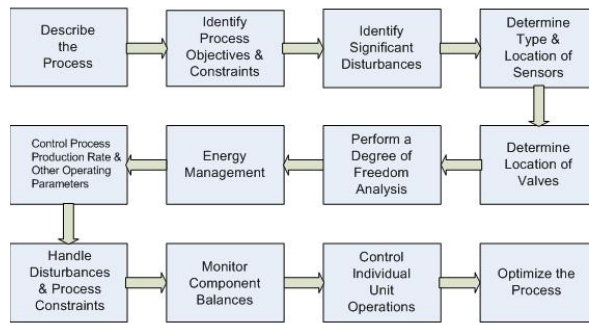 Describe
the
Process
Identify
Process
Objectives &
Constraints
Identify
Significant
Disturbances
Determine
Type &
Location of
Sensors
Control Process
Production Rate &
Other Operating
Parameters
Energy
Management
Perform a
Degree of
Freedom
Analysis
Determine
Location of
Valves
Handle
Disturbances
& Process
Constraints
Monitor
Component
Balances
Control
Individual
Unit
Operations
Optimize the
Process